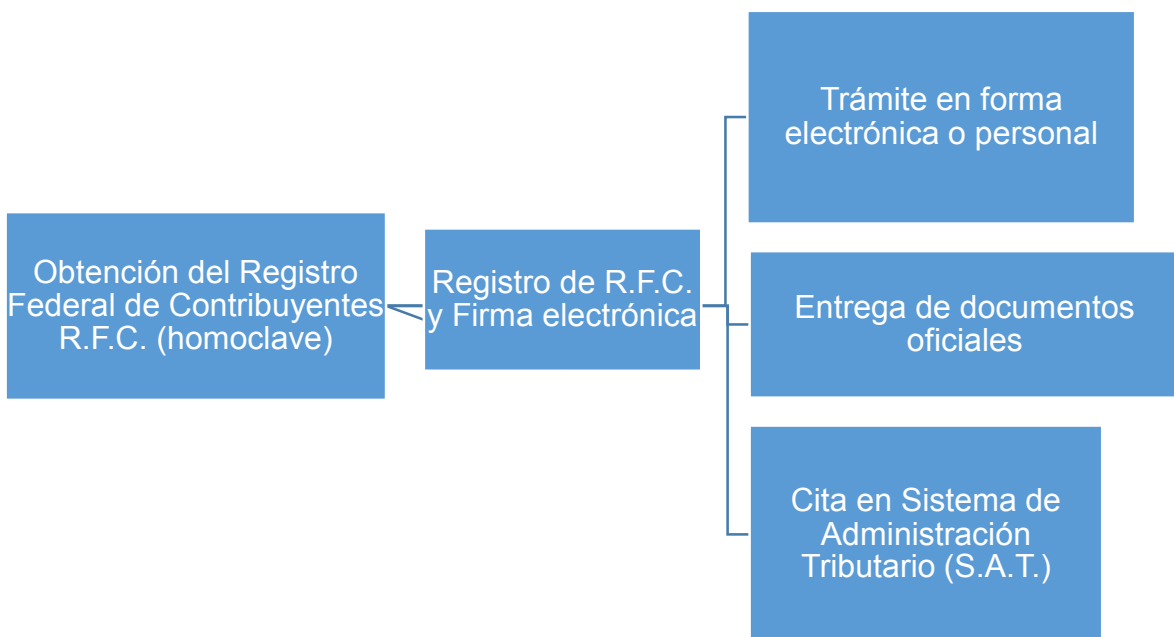 Obtención del Registro
Federal de Contribuyentes
R.F.C. (homoclave)
Registro de R.F.C.
y Firma electrónica
Trámite en forma
electrónica o personal
Entrega de documentos
oficiales
Cita en Sistema de
Administración
Tributario (S.A.T.)